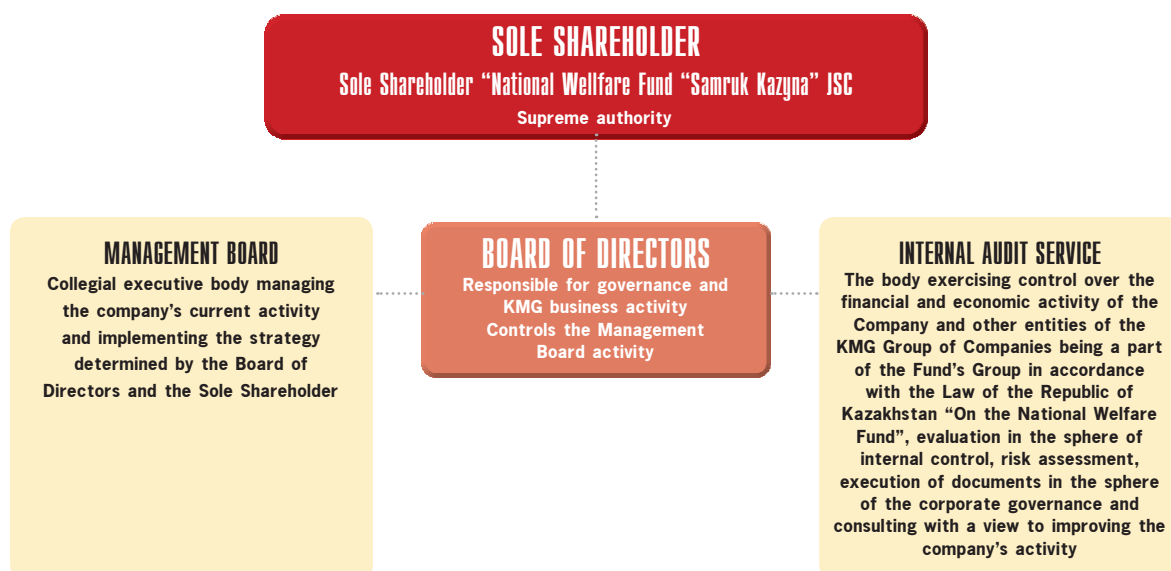 SOLE SHAREHOLDER
Sole Shareholder “National Wellfare Fund “Samruk Kazyna” JSC
Supreme authority
MANAGEMENT BOARD
Collegial executive body managing
the company’s current activity
and implementing the strategy
determined by the Board of
Directors and the Sole Shareholder
BOARD OF DIRECTORS
Responsible for governance and
KMG business activity
Controls the Management
Board activity
INTERNAL AUDIT SERVICE
The body exercising control over the
financial and economic activity of the
Company and other entities of the
KMG Group of Companies being a part
of the Fund’s Group in accordance
with the Law of the Republic of
Kazakhstan “On the National Welfare
Fund”, evaluation in the sphere of
internal control, risk assessment,
execution of documents in the sphere
of the corporate governance and
consulting with a view to improving the
company’s activity